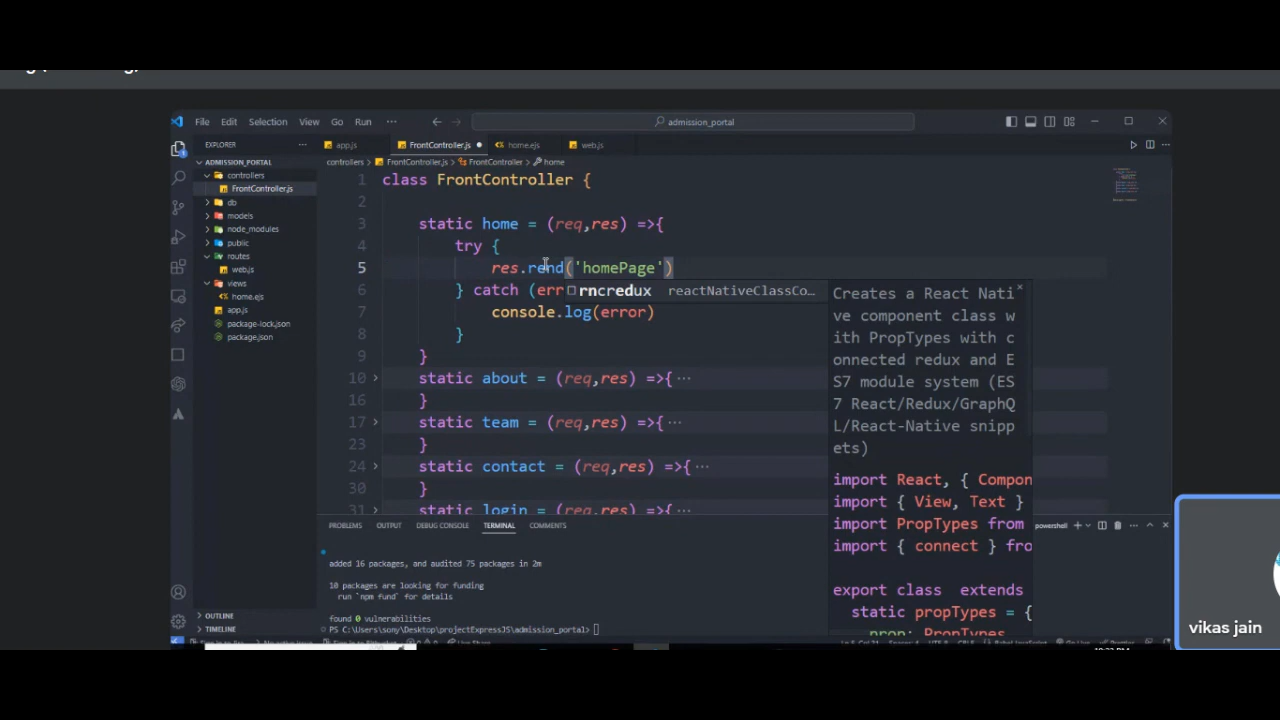 File Edit Selection View Go Run ··· admission_portal
EXPLORER ···
app.js FrontController.js home.ejs web.js
ADMISSION_PORTAL
controllers
FrontController.js
db
models
node_modules
public
routes
web.js
views
home.ejs
app.js
package-lock.json
package.json
OUTLINE
TIMELINE
controllers > FrontController.js > FrontController > home
1 class FrontController {
2
3 static home = (req,res) =>{
4 try {
5 res.rend('homePage')
6 } catch (err
7 console.log(error)
8 }
9 }
10 static about = (req,res) =>{ ···
16 }
17 static team = (req,res) =>{ ···
23 }
24 static contact = (req,res) =>{ ···
30 }
31 static login = (req,res) =>{ ···
rncredux reactNativeClassCo…
Creates a React Nati
ve component class w
ith PropTypes with c
onnected redux and E
S7 module system (ES
7 React/Redux/GraphQ
L/React-Native snipp
ets)
import React, { Compon
import { View, Text }
import PropTypes from
import { connect } fro
export class extends
static propTypes = {
prop: PropTypes
PROBLEMS OUTPUT DEBUG CONSOLE TERMINAL COMMENTS
powershell
added 16 packages, and audited 75 packages in 2m
10 packages are looking for funding
run `npm fund` for details
found 0 vulnerabilities
PS C:\Users\sony\Desktop\projectExpressJS\admission_portal>
vikas jain